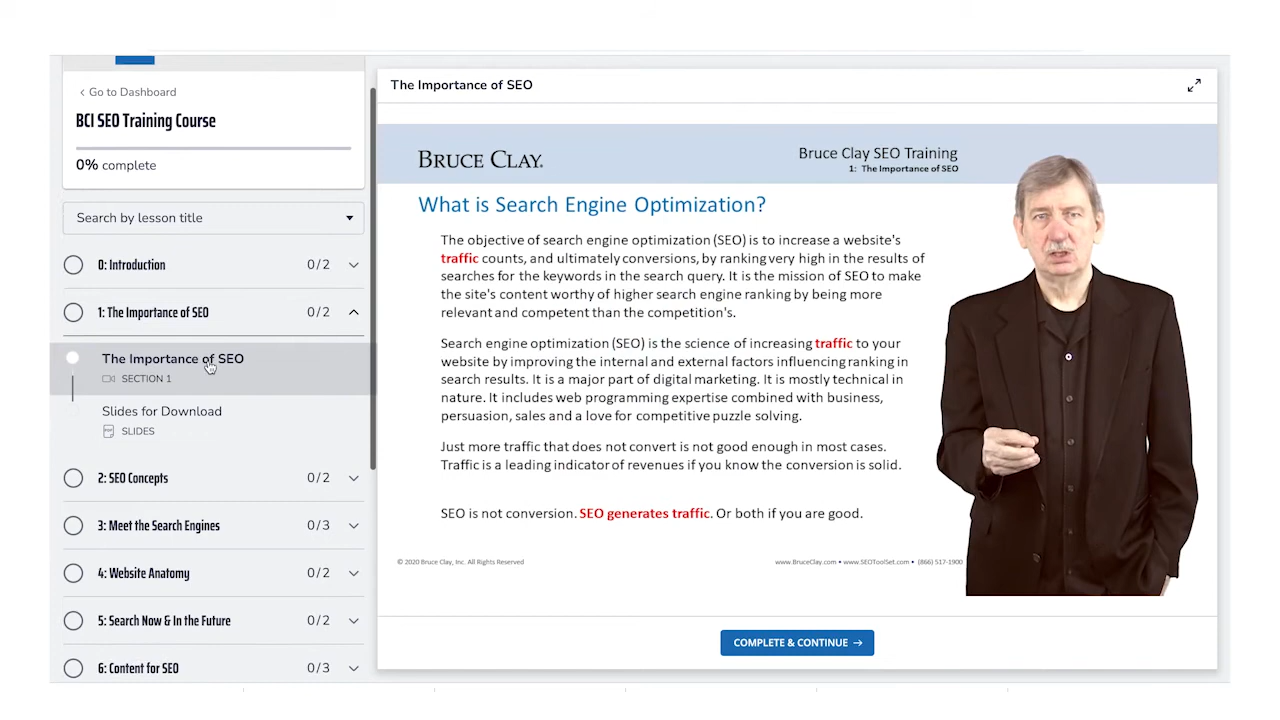 Go to Dashboard
BCI SEO Training Course
0% complete
Search by lesson title
0: Introduction 0/2
1: The Importance of SEO 0/2
The Importance of SEO
SECTION 1
Slides for Download
PDF SLIDES
2: SEO Concepts 0/2
3: Meet the Search Engines 0/3
4: Website Anatomy 0/2
5: Search Now & In the Future 0/2
6: Content for SEO 0/3
The Importance of SEO
BRUCE CLAY.
Bruce Clay SEO Training
1: The Importance of SEO
What is Search Engine Optimization?
The objective of search engine optimization (SEO) is to increase a website's
traffic counts, and ultimately conversions, by ranking very high in the results of
searches for the keywords in the search query. It is the mission of SEO to make
the site's content worthy of higher search engine ranking by being more
relevant and competent than the competition's.
Search engine optimization (SEO) is the science of increasing traffic to your
website by improving the internal and external factors influencing ranking in
search results. It is a major part of digital marketing. It is mostly technical in
nature. It includes web programming expertise combined with business,
persuasion, sales and a love for competitive puzzle solving.
Just more traffic that does not convert is not good enough in most cases.
Traffic is a leading indicator of revenues if you know the conversion is solid.
SEO is not conversion. SEO generates traffic. Or both if you are good.
© 2020 Bruce Clay, Inc. All Rights Reserved
www.BruceClay.com • www.SEOToolSet.com • (866) 517-1900
COMPLETE & CONTINUE →